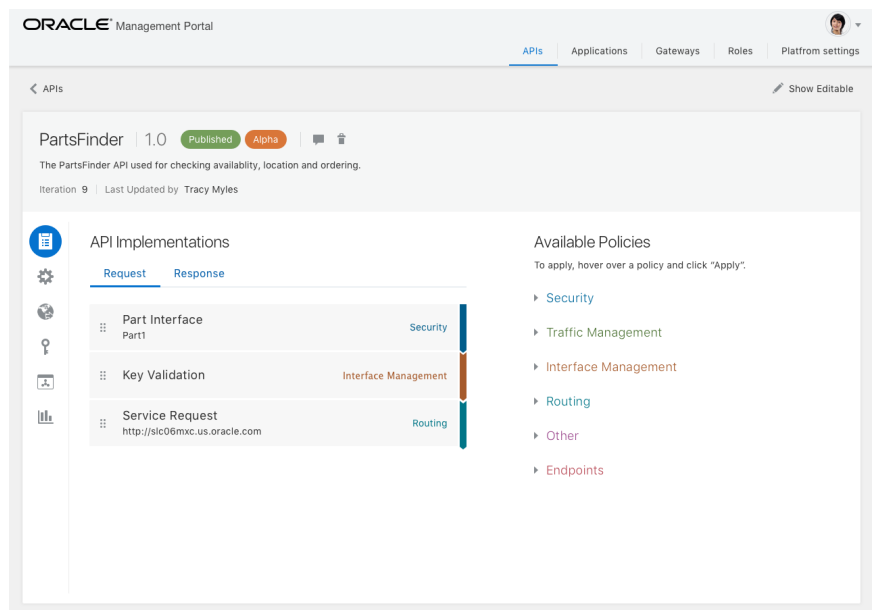 ORACLE Management Portal
APIs Applications Gateways Roles Platfrom settings
APIs
Show Editable
PartsFinder 1.0 Published Alpha
The PartsFinder API used for checking availablity, location and ordering.
Iteration 9 Last Updated by Tracy Myles
API Implementations
Request Response
Part Interface
Part1
Security
Key Validation
Interface Management
Service Request
http://slc06mxc.us.oracle.com
Routing
Available Policies
To apply, hover over a policy and click “Apply”.
Security
Traffic Management
Interface Management
Routing
Other
Endpoints